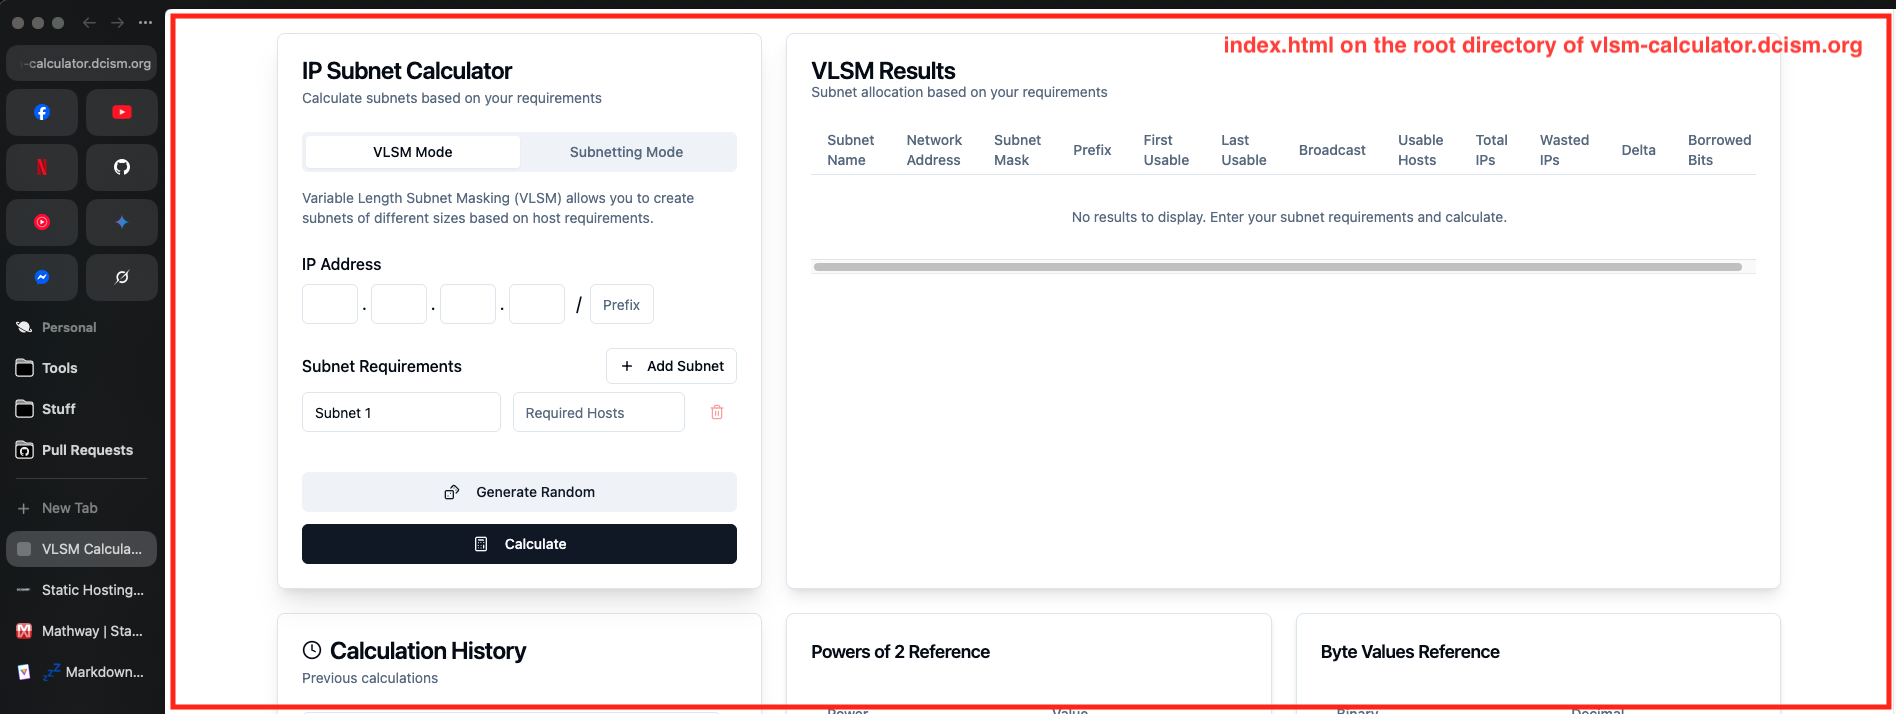 -calculator.dcism.org
Personal
Tools
Stuff
Pull Requests
New Tab
VLSM Calcula...
Static Hosting...
Mathway | Sta...
Markdown...
index.html on the root directory of vlsm-calculator.dcism.org
IP Subnet Calculator
Calculate subnets based on your requirements
VLSM Mode
Subnetting Mode
Variable Length Subnet Masking (VLSM) allows you to create
subnets of different sizes based on host requirements.
IP Address
. . . / Prefix
Subnet Requirements
Add Subnet
Subnet 1
Required Hosts
Generate Random
Calculate
VLSM Results
Subnet allocation based on your requirements
Subnet Name
Network Address
Subnet Mask
Prefix
First Usable
Last Usable
Broadcast
Usable Hosts
Total IPs
Wasted IPs
Delta
Borrowed Bits
No results to display. Enter your subnet requirements and calculate.
Calculation History
Previous calculations
Powers of 2 Reference
Power
Value
Byte Values Reference
Binary
Decimal